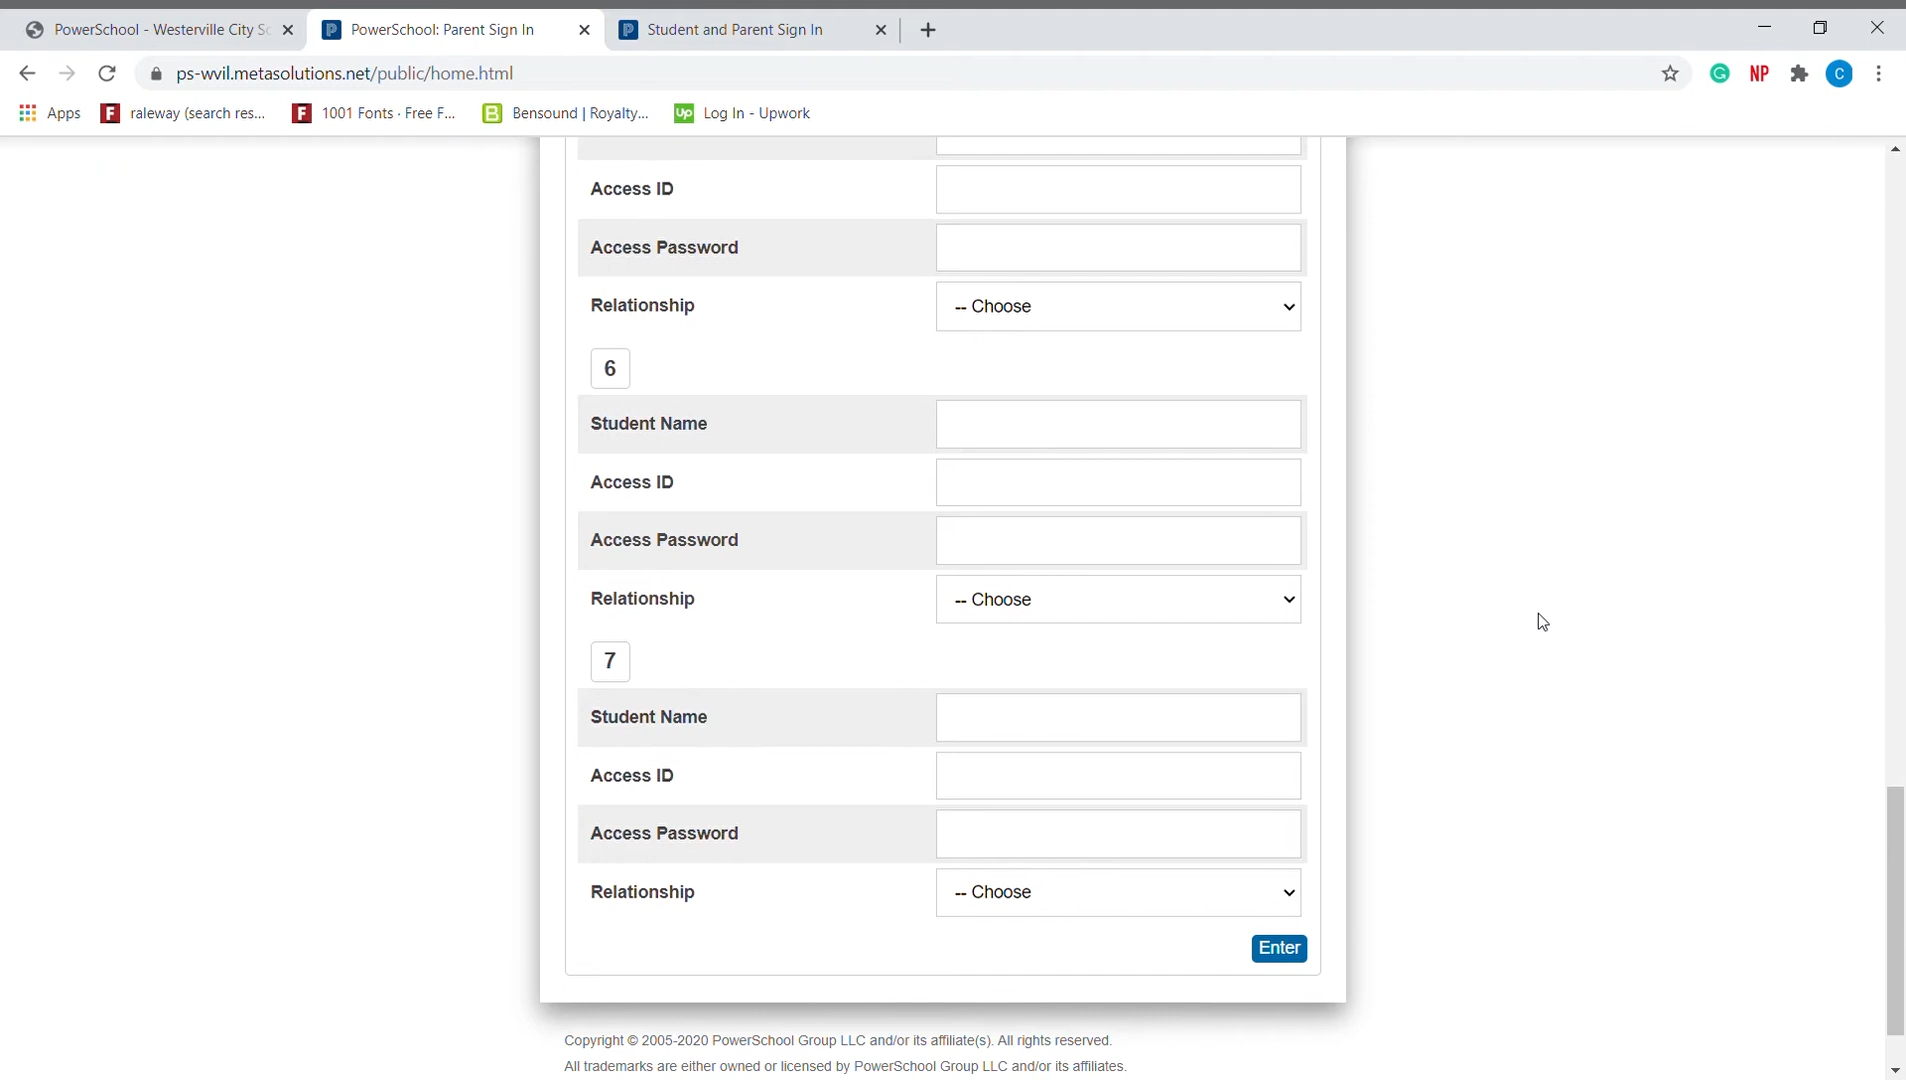 PowerSchool - Westerville City Sc
PowerSchool: Parent Sign In
Student and Parent Sign In
ps-wvil.metasolutions.net/public/home.html
NP
C
Apps
raleway (search res...
1001 Fonts · Free F...
Bensound | Royalty...
Up
Log In - Upwork
Access ID
Access Password
Relationship
-- Choose
6
Student Name
Access ID
Access Password
Relationship
-- Choose
7
Student Name
Access ID
Access Password
Relationship
-- Choose
Enter
Copyright © 2005-2020 PowerSchool Group LLC and/or its affiliate(s). All rights reserved.
All trademarks are either owned or licensed by PowerSchool Group LLC and/or its affiliates.